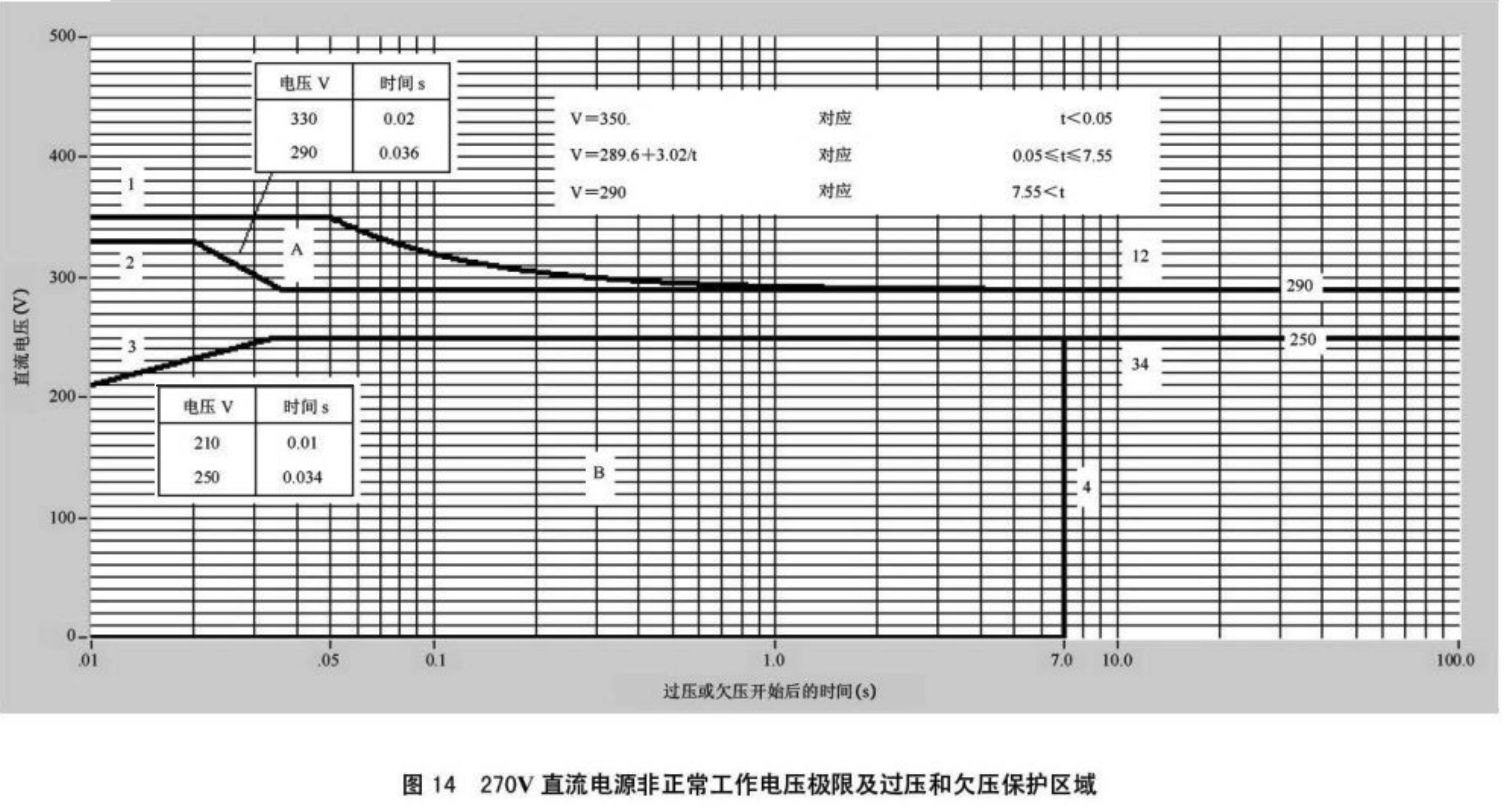 500
电压 V 时间 s
330 0.02
290 0.036
V=350. 对应 t<0.05
V=289.6+3.02/t 对应 0.05≤t≤7.55
V=290 对应 7.55<t
400
1
A
2
12
300
290
3
250
34
200
电压 V 时间 s
210 0.01
250 0.034
B
4
100
0
直流电压(V)
.01 .05 0.1 1.0 7.0 10.0 100.0
过压或欠压开始后的时间(s)
图 14 270V 直流电源非正常工作电压极限及过压和欠压保护区域